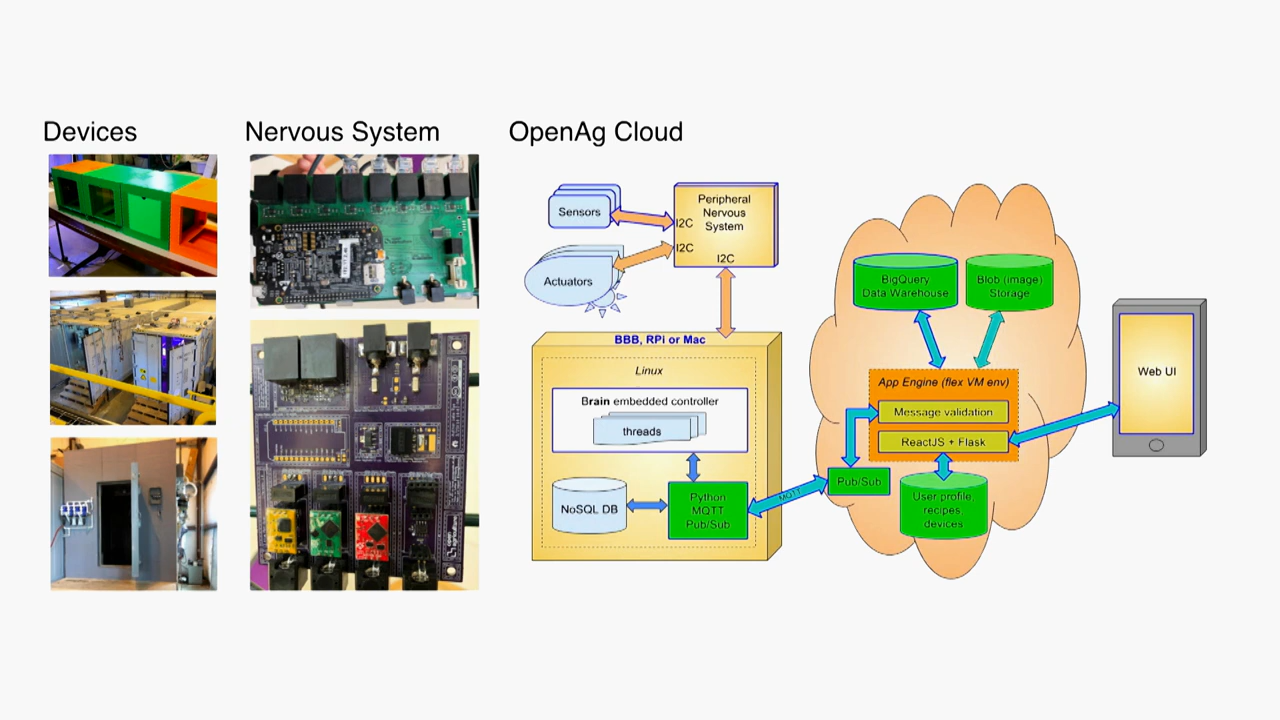 Devices
Nervous System
OpenAg Cloud
Sensors
Actuators
Peripheral
Nervous
System
I2C
I2C
I2C
BBB, RPi or Mac
Linux
Brain embedded controller
threads
NoSQL DB
Python
MQTT
Pub/Sub
MQTT
BigQuery
Data Warehouse
Blob (image)
Storage
App Engine (flex VM env)
Message validation
ReactJS + Flask
Pub/Sub
User profile,
recipes,
devices
Web UI